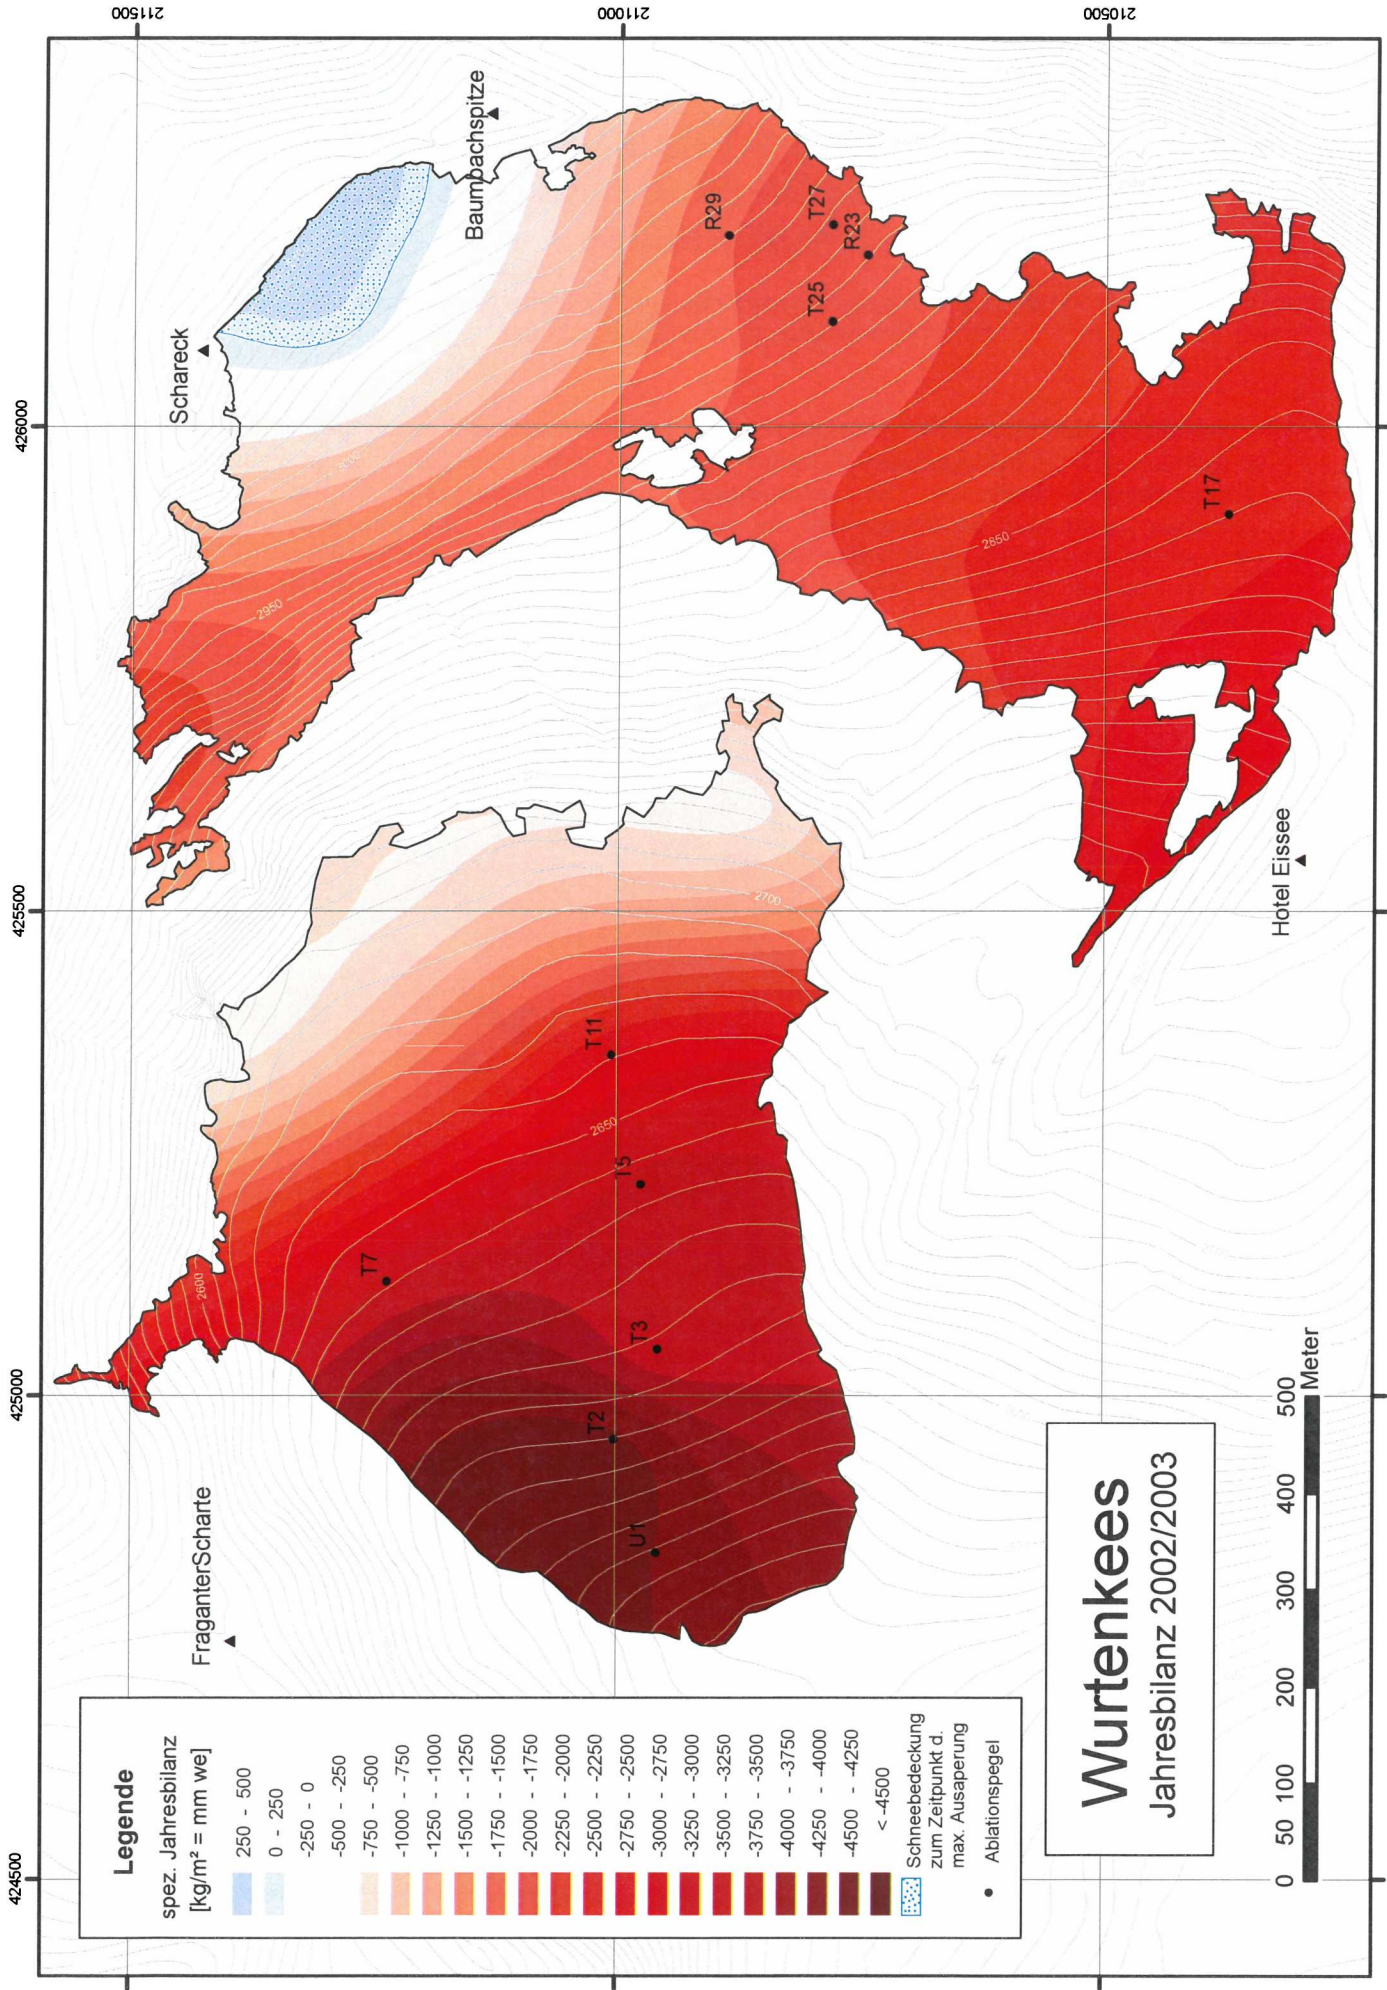 Wurtenkees
Jahresbilanz 2002/2003
Legende
spez. Jahresbilanz
[kg/m² = mm we]
250 - 500
0 - 250
-250 - 0
-500 - -250
-750 - -500
-1000 - -750
-1250 - -1000
-1500 - -1250
-1750 - -1500
-2000 - -1750
-2250 - -2000
-2500 - -2250
-2750 - -2500
-3000 - -2750
-3250 - -3000
-3500 - -3250
-3750 - -3500
-4000 - -3750
-4250 - -4000
-4500 - -4250
< -4500
Schneebedeckung
zum Zeitpunkt d.
max. Ausaperung
Ablationspegel
0 50 100 200 300 400 500
Meter
424500
425000
425500
426000
211500
211000
210500
FraganterScharte
Schareck
Baumbachspitze
Hotel Eissee
U1
T2
T3
T5
T7
T11
T17
T25
R23
T27
R29
2600
2650
2700
2850
2950
3000